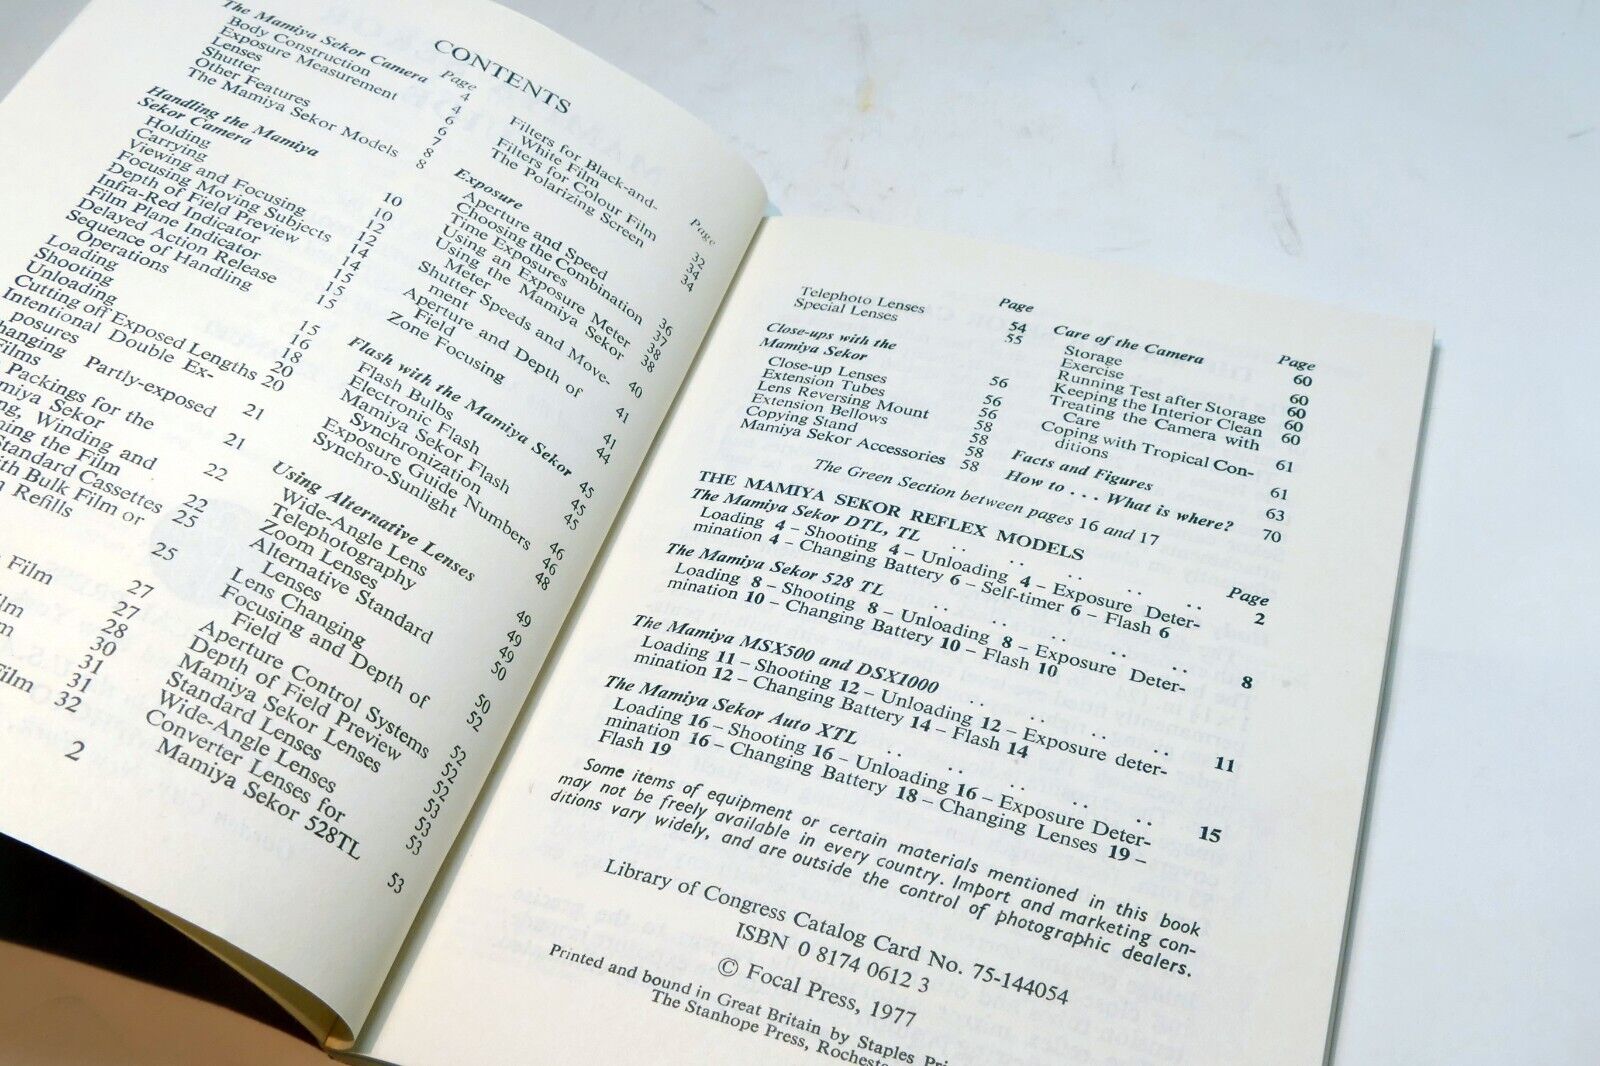 CONTENTS
Page
The Mamiya Sekor Camera 4
Body Construction 4
Exposure Measurement 6
Lenses 6
Shutter 7
Other Features 8
The Mamiya Sekor Models 8
Handling the Mamiya
Sekor Camera 10
Holding 10
Carrying 12
Viewing and Focusing 12
Focusing Moving Subjects 14
Depth of Field Preview 14
Infra-Red Indicator 15
Film Plane Indicator 15
Delayed Action Release 15
Sequence of Handling
Operations 15
Loading 16
Shooting 18
Unloading 20
Cutting off Exposed Lengths 20
Intentional Double Ex-
posures 21
hanging Partly-exposed
Films 21
Packings for the
Mamiya Sekor 22
Winding and
the Film 22
Standard Cassettes 25
with Bulk Film or
Refills 25
Film 27
27
28
30
31
31
Film 32
2
Page
Filters for Black-and-
White Film 32
Filters for Colour Film 34
The Polarizing Screen 34
Exposure
Aperture and Speed 36
Choosing the Combination 37
Time Exposures 38
Using an Exposure Meter 38
Using the Mamiya Sekor
Meter 40
Shutter Speeds and Move-
ment 41
Aperture and Depth of
Field 41
Zone Focusing 44
Flash with the Mamiya Sekor 45
Flash Bulbs 45
Electronic Flash 45
Mamiya Sekor Flash
Synchronization 46
Exposure Guide Numbers 46
Synchro-Sunlight 48
Using Alternative Lenses 49
Wide-Angle Lens 49
Telephotography 49
Zoom Lenses 50
Alternative Standard
Lenses 50
Lens Changing 52
Focusing and Depth of
Field 52
Aperture Control Systems 52
Depth of Field Preview 52
Mamiya Sekor Lenses 53
Standard Lenses 53
Wide-Angle Lenses 53
Converter Lenses for
Mamiya Sekor 528TL 53
Page
Telephoto Lenses 54
Special Lenses 55
Close-ups with the
Mamiya Sekor 56
Close-up Lenses 56
Extension Tubes 56
Lens Reversing Mount 58
Extension Bellows 58
Copying Stand 58
Mamiya Sekor Accessories 58
Page
Care of the Camera 60
Storage 60
Exercise 60
Running Test after Storage 60
Keeping the Interior Clean 60
Treating the Camera with
Care 61
Coping with Tropical Con-
ditions 61
Facts and Figures 63
How to . . . What is where? 70
The Green Section between pages 16 and 17
THE MAMIYA SEKOR REFLEX MODELS
Page
The Mamiya Sekor DTL, TL .. .. .. .. 2
Loading 4 – Shooting 4 – Unloading 4 – Exposure Deter-
mination 4 – Changing Battery 6 – Self-timer 6 – Flash 6
The Mamiya Sekor 528 TL .. .. .. .. 8
Loading 8 – Shooting 8 – Unloading 8 – Exposure Deter-
mination 10 – Changing Battery 10 – Flash 10
The Mamiya MSX500 and DSX1000 .. .. .. 11
Loading 11 – Shooting 12 – Unloading 12 – Exposure deter-
mination 12 – Changing Battery 14 – Flash 14
The Mamiya Sekor Auto XTL .. .. .. .. 15
Loading 16 – Shooting 16 – Unloading 16 – Exposure Deter-
mination 16 – Changing Battery 18 – Changing Lenses 19 –
Flash 19
Some items of equipment or certain materials mentioned in this book
may not be freely available in every country. Import and marketing con-
ditions vary widely, and are outside the control of photographic dealers.
Library of Congress Catalog Card No. 75-144054
ISBN 0 8174 0612 3
© Focal Press, 1977
Printed and bound in Great Britain by Staples
The Stanhope Press,